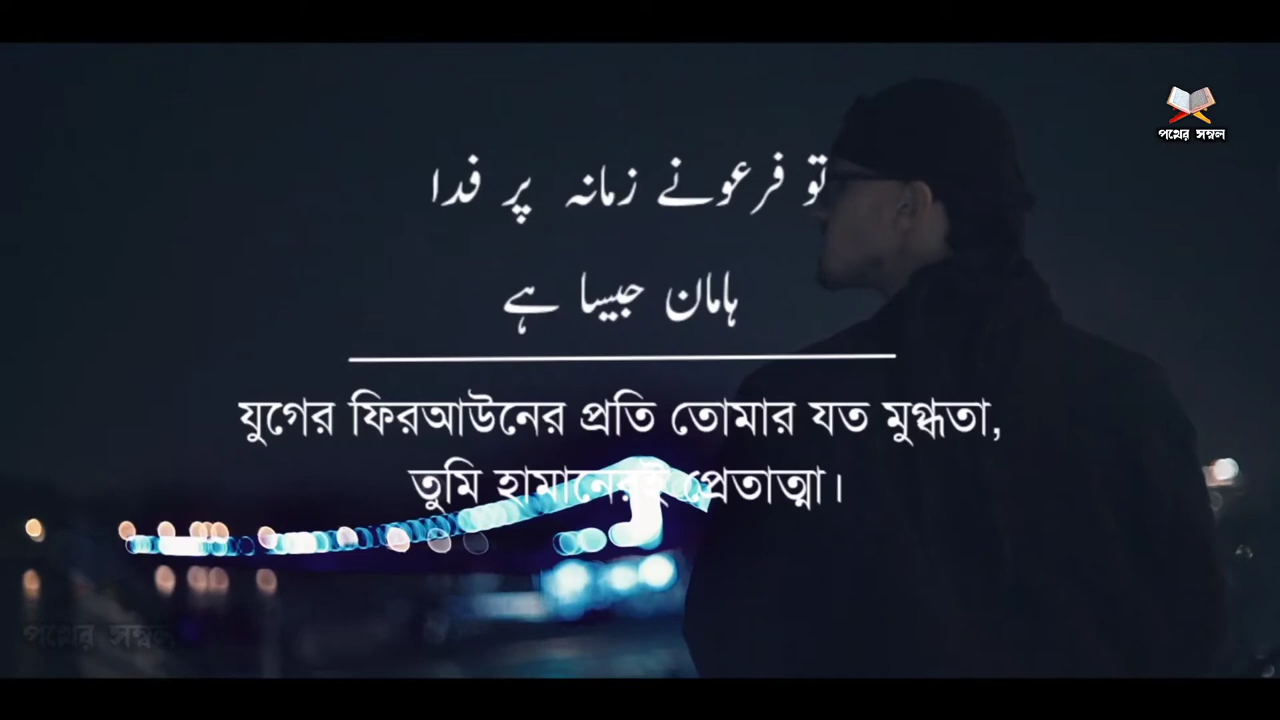 পথের সম্বল
تو فرعونے زمانہ پر فدا
ہامان جیسا ہے
যুগের ফিরআউনের প্রতি তোমার যত মুগ্ধতা,
তুমি হামানেরই প্রেতাত্মা।
পথের সম্বল